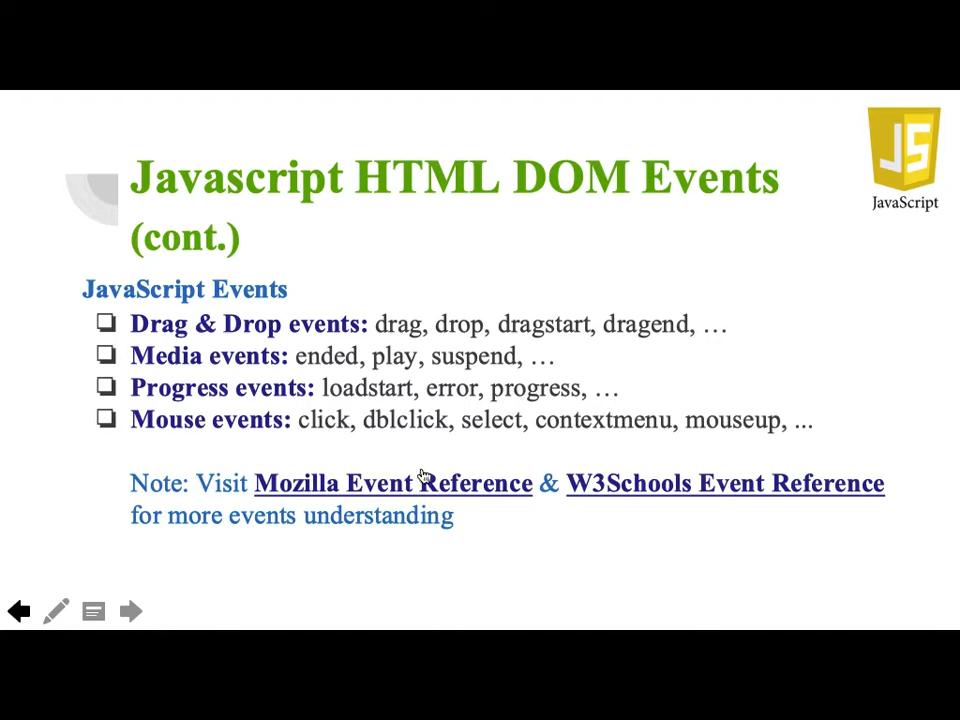 JS
JavaScript
Javascript HTML DOM Events
(cont.)
JavaScript Events
❏ Drag & Drop events: drag, drop, dragstart, dragend, …
❏ Media events: ended, play, suspend, …
❏ Progress events: loadstart, error, progress, …
❏ Mouse events: click, dblclick, select, contextmenu, mouseup, ...
Note: Visit Mozilla Event Reference & W3Schools Event Reference
for more events understanding